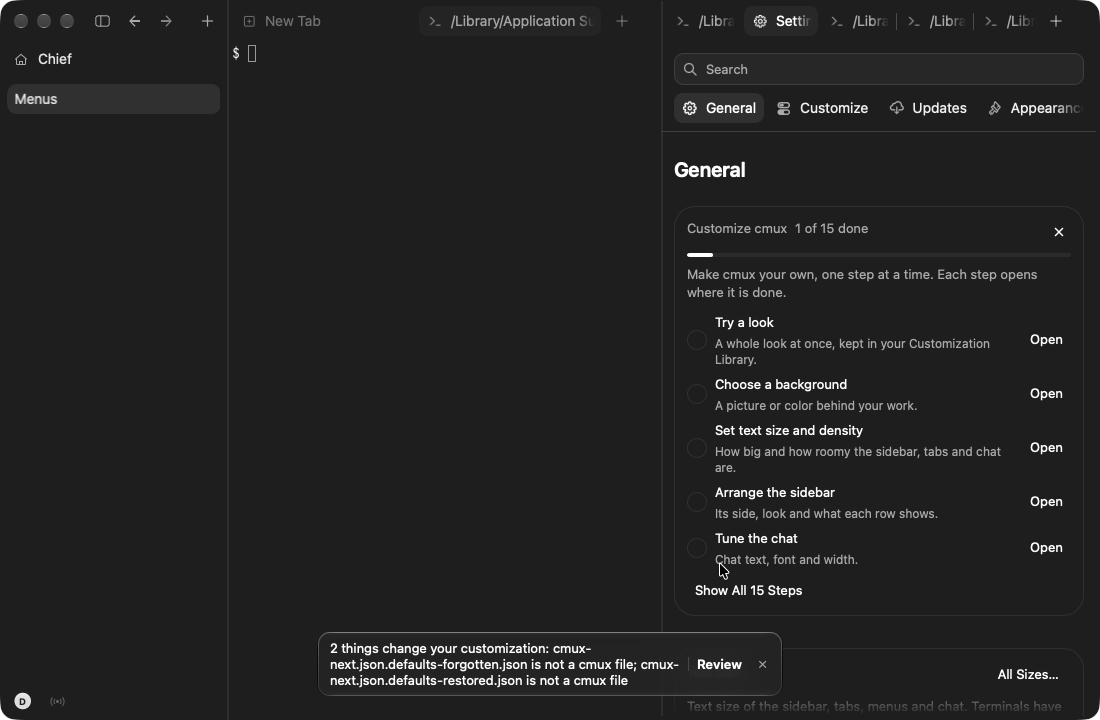 New Tab
/Library/Application Su
/Libra
Settin
/Libra
/Libra
/Libr
Chief
Menus
$
Search
General
Customize
Updates
Appearanc
General
Customize cmux 1 of 15 done
Make cmux your own, one step at a time. Each step opens
where it is done.
Try a look
A whole look at once, kept in your Customization
Library.
Open
Choose a background
A picture or color behind your work.
Open
Set text size and density
How big and how roomy the sidebar, tabs and chat
are.
Open
Arrange the sidebar
Its side, look and what each row shows.
Open
Tune the chat
Chat text, font and width.
Open
Show All 15 Steps
2 things change your customization: cmux-
next.json.defaults-forgotten.json is not a cmux file; cmux-
next.json.defaults-restored.json is not a cmux file
Review
All Sizes...
Text size of the sidebar, tabs, menus and chat. Terminals have
D